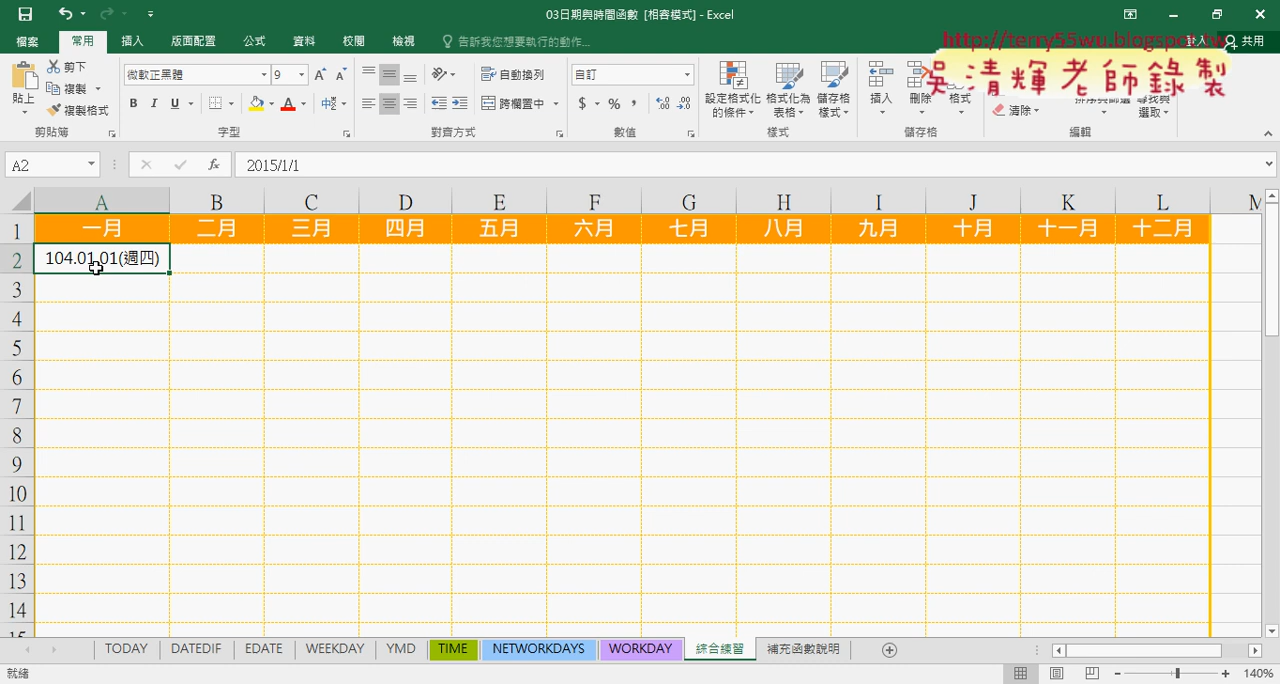 03日期與時間函數 [相容模式] - Excel
檔案 常用 插入 版面配置 公式 資料 校閱 檢視 告訴我您想要執行的動作... 登入 共用
http://terry55wu.blogspot.tw
吳清輝老師錄製
貼上 剪下 複製 複製格式 剪貼簿
微軟正黑體 9 B I U A 字型
自動換列 跨欄置中 對齊方式
自訂 $ % , 數值
設定格式化的條件 格式化為表格 儲存格樣式 樣式
插入 刪除 格式 儲存格
清除 尋找與選取 編輯
A2 fx 2015/1/1
A B C D E F G H I J K L M
1 一月 二月 三月 四月 五月 六月 七月 八月 九月 十月 十一月 十二月
2 104.01.01(週四)
3
4
5
6
7
8
9
10
11
12
13
14
15
TODAY DATEDIF EDATE WEEKDAY YMD TIME NETWORKDAYS WORKDAY 綜合練習 補充函數說明
就緒 140%